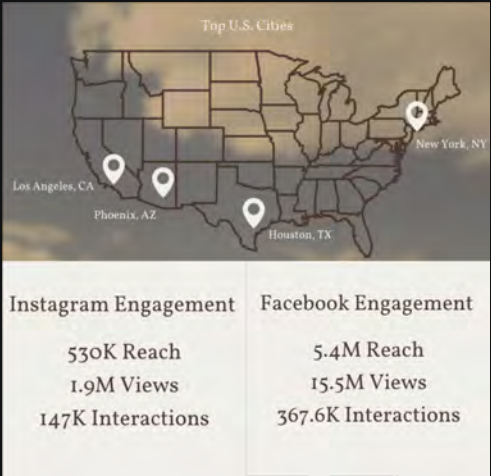 Top U.S. Cities
New York, NY
Los Angeles, CA
Phoenix, AZ
Houston, TX
Instagram Engagement
530K Reach
1.9M Views
147K Interactions
Facebook Engagement
5.4M Reach
15.5M Views
367.6K Interactions